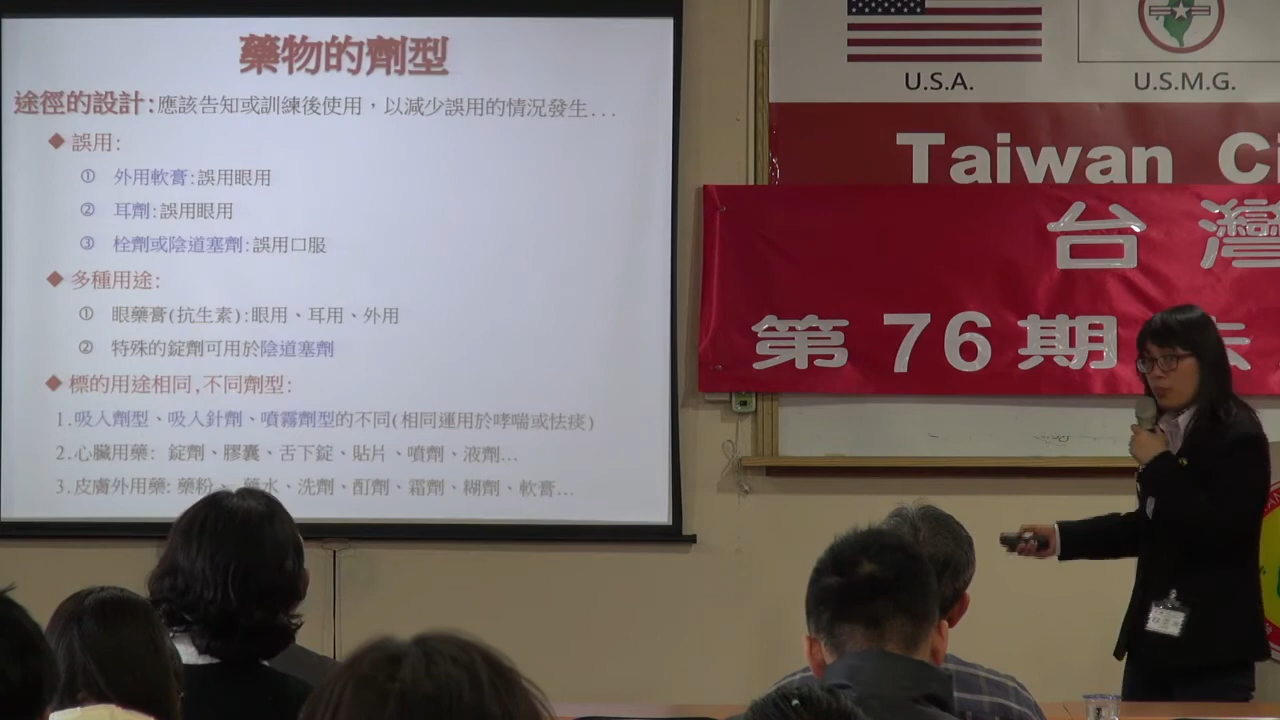 藥物的劑型
途徑的設計:應該告知或訓練後使用,以減少誤用的情況發生...
◆ 誤用:
① 外用軟膏:誤用眼用
② 耳劑:誤用眼用
③ 栓劑或陰道塞劑:誤用口服
◆ 多種用途:
① 眼藥膏(抗生素):眼用、耳用、外用
② 特殊的錠劑可用於陰道塞劑
◆ 標的用途相同,不同劑型:
1.吸入劑型、吸入針劑、噴霧劑型的不同(相同運用於哮喘或怯痰)
2.心臟用藥: 錠劑、膠囊、舌下錠、貼片、噴劑、液劑...
3.皮膚外用藥:藥粉、藥水、洗劑、酊劑、霜劑、糊劑、軟膏...
U.S.A.
U.S.M.G.
Taiwan Ci
台灣
第76期